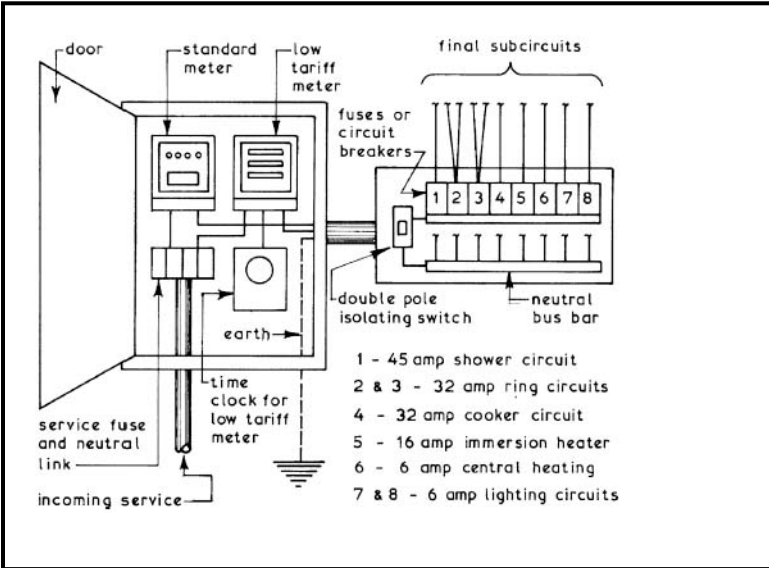 door
standard
meter
low
tariff
meter
final subcircuits
fuses or
circuit
breakers
1 2 3 4 5 6 7 8
double pole
isolating switch
neutral
bus bar
earth
time
clock for
low tariff
meter
service fuse
and neutral
link
incoming service
1 - 45 amp shower circuit
2 & 3 - 32 amp ring circuits
4 - 32 amp cooker circuit
5 - 16 amp immersion heater
6 - 6 amp central heating
7 & 8 - 6 amp lighting circuits